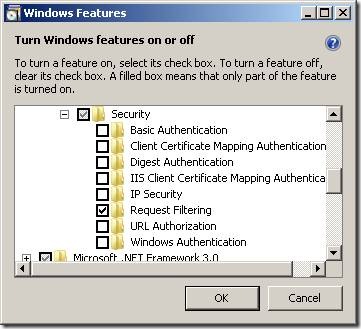 Windows Features
Turn Windows features on or off
To turn a feature on, select its check box. To turn a feature off,
clear its check box. A filled box means that only part of the feature
is turned on.
Security
Basic Authentication
Client Certificate Mapping Authentication
Digest Authentication
IIS Client Certificate Mapping Authentica
IP Security
Request Filtering
URL Authorization
Windows Authentication
Microsoft .NET Framework 3.0
OK
Cancel